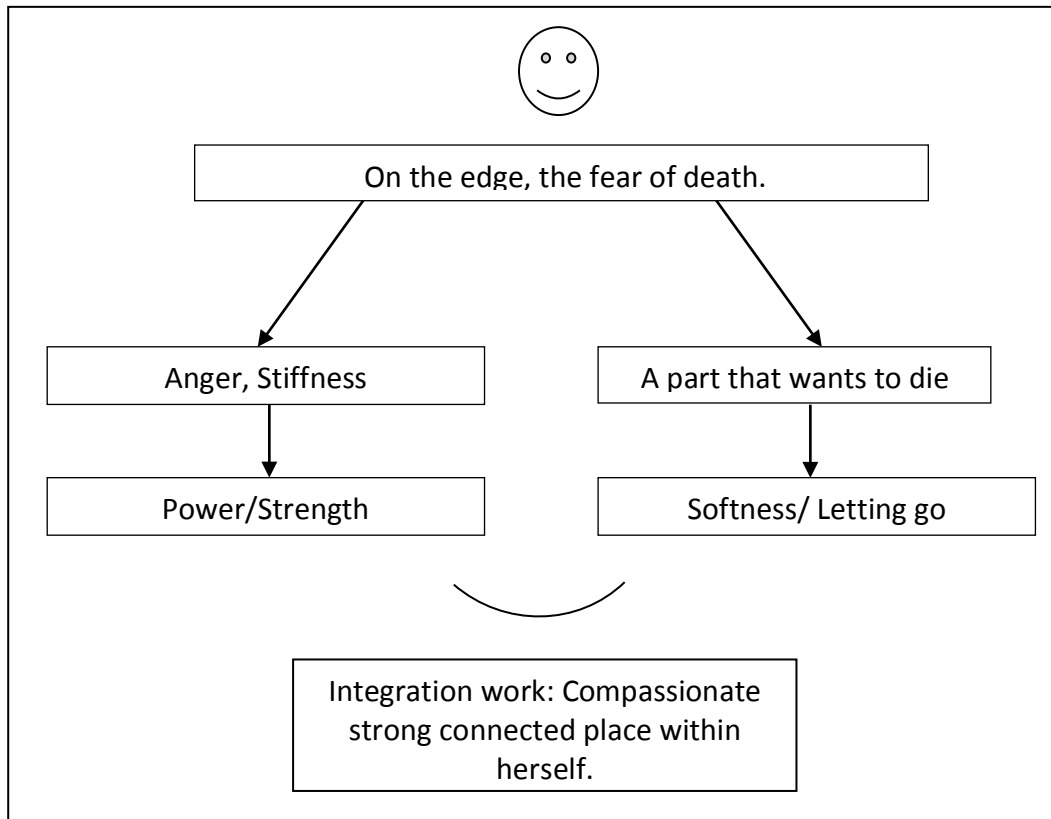 On the edge, the fear of death.
Anger, Stiffness
A part that wants to die
Power/Strength
Softness/ Letting go
Integration work: Compassionate
strong connected place within
herself.